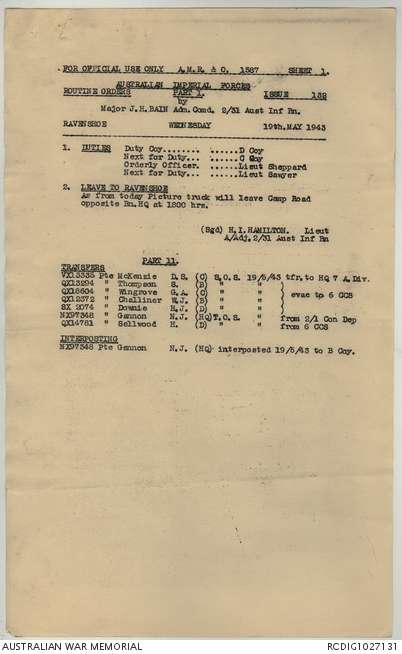 FOR OFFICIAL USE ONLY A.M.R. & O. 1587 SHEET 1.
AUSTRALIAN IMPERIAL FORCES
ROUTINE ORDERS PART 1. ISSUE 132
by
Major J.H.BAIN Adm.Comd. 2/31 Aust Inf Bn.
RAVENSHOE WEDNESDAY 19th.MAY 1943
1. DUTIES Duty Coy........ ......D Coy
Next for Duty... ......C Coy
Orderly Officer. ......Lieut Sheppard
Next for Duty... ......Lieut Sawyer
2. LEAVE TO RAVENSHOE
As from today Picture truck will leave Camp Road
opposite Bn.HQ at 1800 hrs.
(Sgd) H.I.HAMILTON. Lieut
A/Adj.2/31 Aust Inf Bn
PART 11.
TRANSFERS
VX13335 Pte McKenzie D.S. (C) S.O.S. 19/5/43 tfr.to HQ 7 A.Div.
QX13294 " Thompson S. (B) " " )
QX18604 " Wingrove G.A. (C) " " ) evac to 6 CCS
QX12372 " Challiner W.J. (B) " " )
SX 2074 " Downie R.J. (D) " " )
NX97348 " Gannon N.J. (HQ) T.O.S. " from 2/1 Con Dep
QX14781 " Sellwood H. (D) " " from 6 CCS
INTERPOSTING
NX97348 Pte Gannon N.J. (HQ) interposted 19/5/43 to B Coy.
AUSTRALIAN WAR MEMORIAL RCDIG1027131